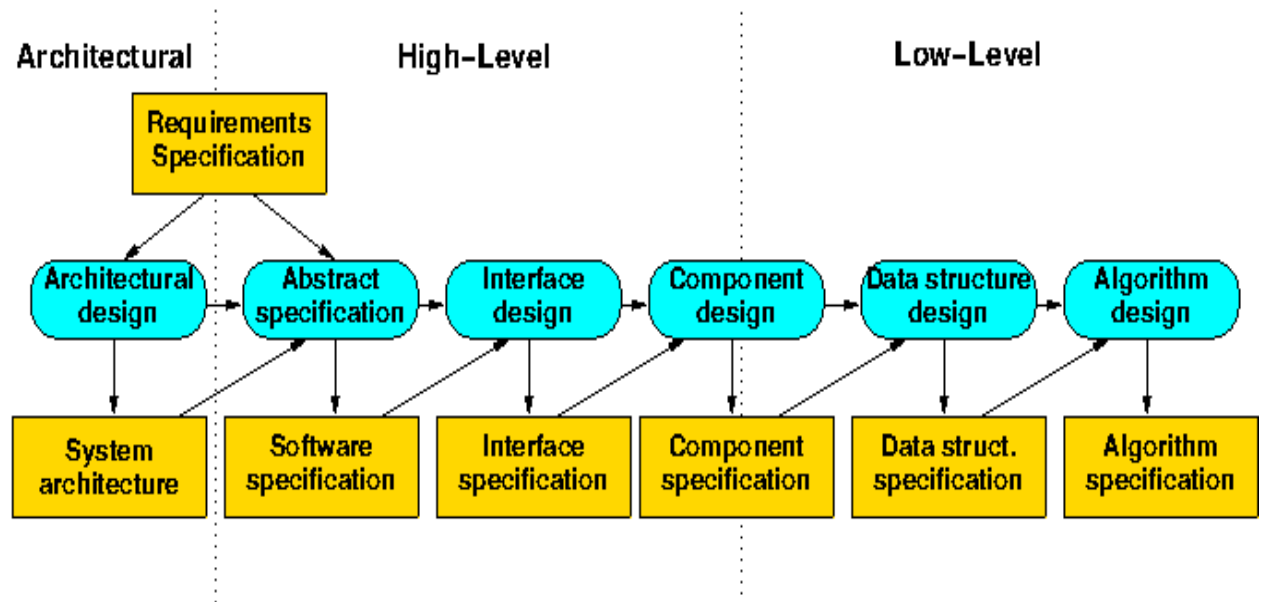 Architectural
High-Level
Low-Level
Requirements
Specification
Architectural
design
Abstract
specification
Interface
design
Component
design
Data structure
design
Algorithm
design
System
architecture
Software
specification
Interface
specification
Component
specification
Data struct.
specification
Algorithm
specification